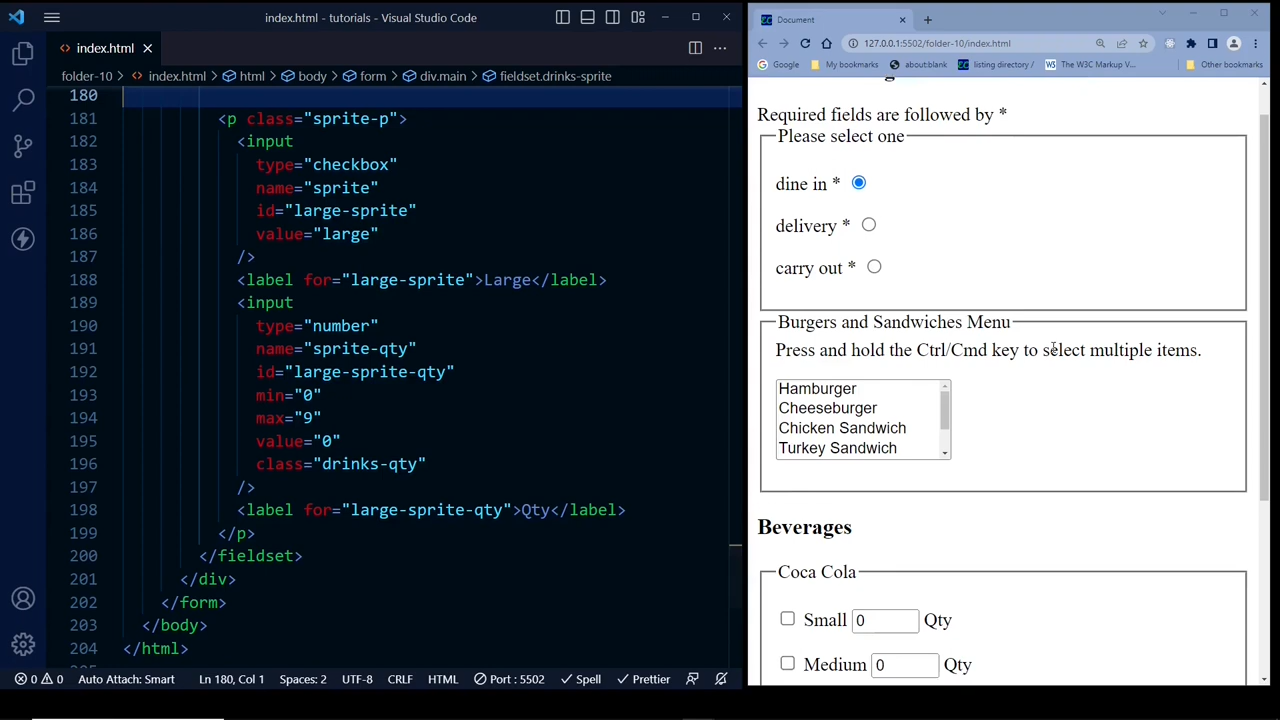 index.html - tutorials - Visual Studio Code
index.html
folder-10 > index.html > html > body > form > div.main > fieldset.drinks-sprite
180
181 <p class="sprite-p">
182 <input
183 type="checkbox"
184 name="sprite"
185 id="large-sprite"
186 value="large"
187 />
188 <label for="large-sprite">Large</label>
189 <input
190 type="number"
191 name="sprite-qty"
192 id="large-sprite-qty"
193 min="0"
194 max="9"
195 value="0"
196 class="drinks-qty"
197 />
198 <label for="large-sprite-qty">Qty</label>
199 </p>
200 </fieldset>
201 </div>
202 </form>
203 </body>
204 </html>
0 0 Auto Attach: Smart Ln 180, Col 1 Spaces: 2 UTF-8 CRLF HTML Port : 5502 Spell Prettier
Document
127.0.0.1:5502/folder-10/index.html
Google My bookmarks about:blank listing directory / The W3C Markup V... Other bookmarks
Required fields are followed by *
Please select one
dine in *
delivery *
carry out *
Burgers and Sandwiches Menu
Press and hold the Ctrl/Cmd key to select multiple items.
Hamburger
Cheeseburger
Chicken Sandwich
Turkey Sandwich
Beverages
Coca Cola
Small 0 Qty
Medium 0 Qty